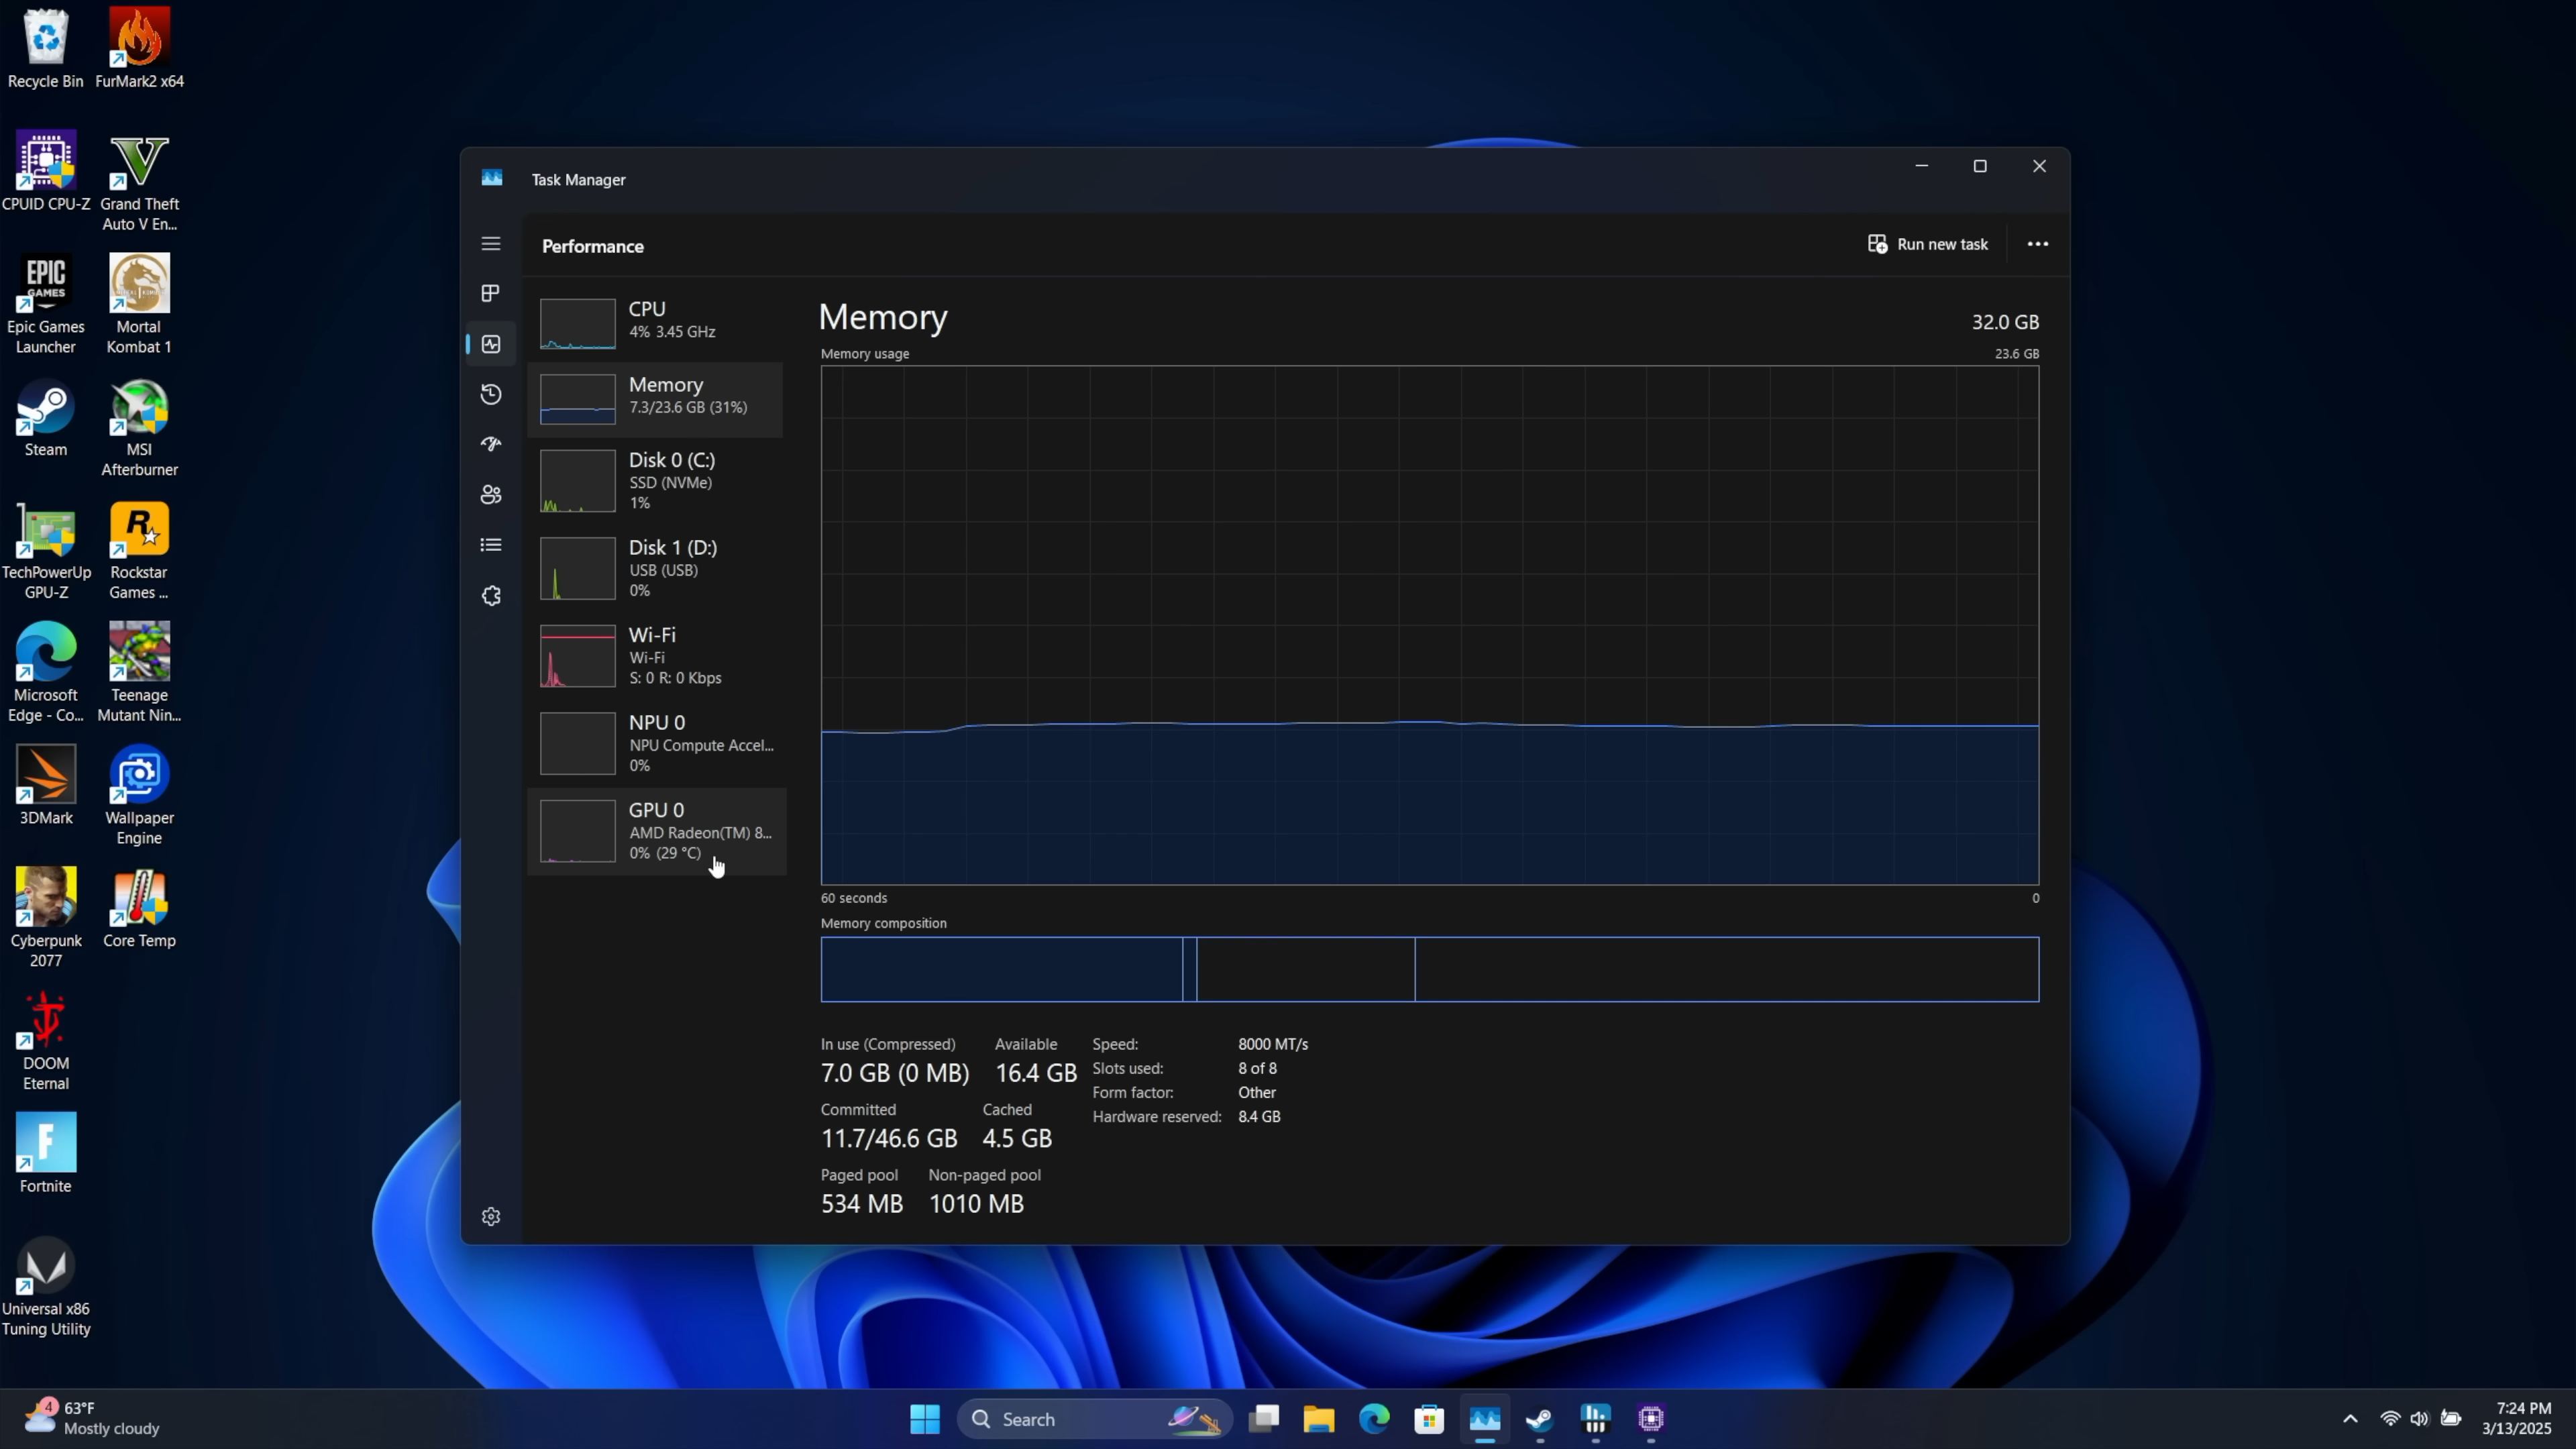 Recycle Bin
FurMark2 x64
CPUID CPU-Z
Grand Theft
Auto V En...
EPIC
GAMES
Epic Games
Launcher
Mortal
Kombat 1
Steam
MSI
Afterburner
TechPowerUp
GPU-Z
R
Rockstar
Games ...
Microsoft
Edge - Co...
Teenage
Mutant Nin...
3DMark
Wallpaper
Engine
Cyberpunk
2077
Core Temp
DOOM
Eternal
F
Fortnite
Universal x86
Tuning Utility
Task Manager
Performance
Run new task
CPU
4% 3.45 GHz
Memory
7.3/23.6 GB (31%)
Disk 0 (C:)
SSD (NVMe)
1%
Disk 1 (D:)
USB (USB)
0%
Wi-Fi
Wi-Fi
S: 0 R: 0 Kbps
NPU 0
NPU Compute Accel...
0%
GPU 0
AMD Radeon(TM) 8...
0% (29 °C)
Memory
32.0 GB
Memory usage
23.6 GB
60 seconds
0
Memory composition
In use (Compressed)
7.0 GB (0 MB)
Available
16.4 GB
Committed
11.7/46.6 GB
Cached
4.5 GB
Paged pool
534 MB
Non-paged pool
1010 MB
Speed: 8000 MT/s
Slots used: 8 of 8
Form factor: Other
Hardware reserved: 8.4 GB
4
63°F
Mostly cloudy
Search
7:24 PM
3/13/2025